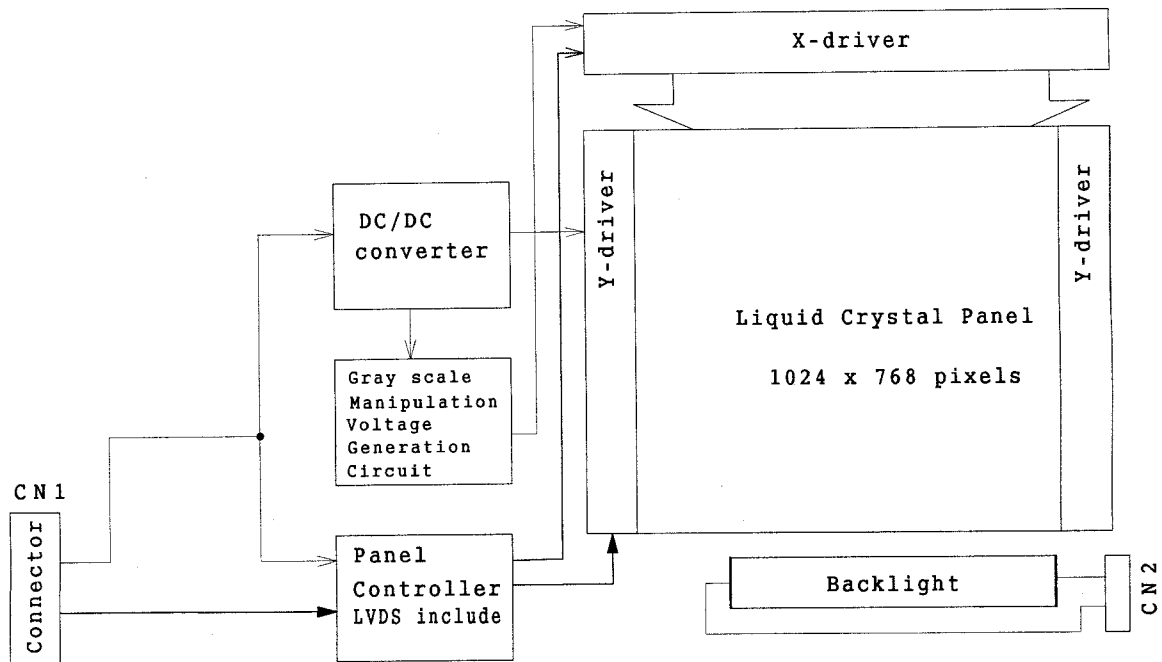 X-driver
Y-driver
Y-driver
DC/DC
converter
Liquid Crystal Panel
1024 x 768 pixels
Gray scale
Manipulation
Voltage
Generation
Circuit
CN1
Connector
Panel
Controller
LVDS include
Backlight
CN2